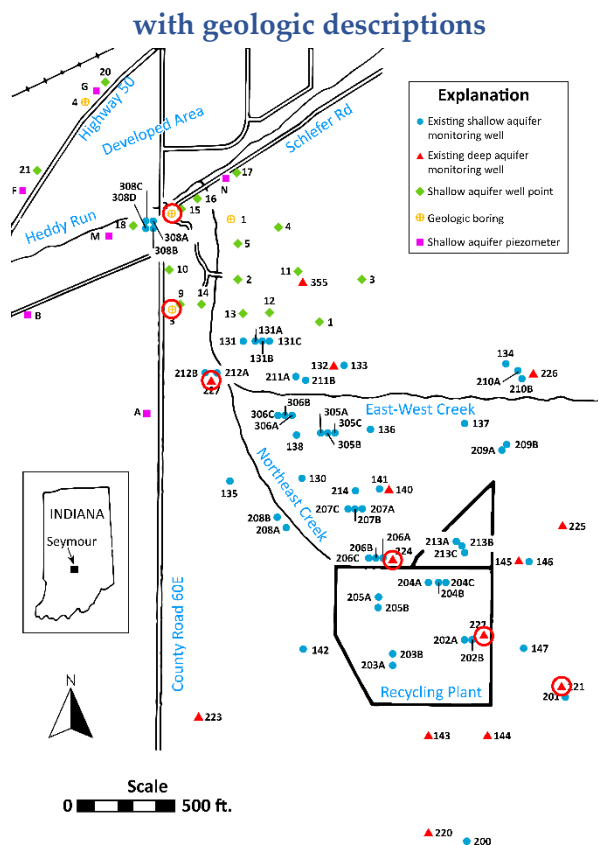 with geologic descriptions
Explanation
Existing shallow aquifer
monitoring well
Existing deep aquifer
monitoring well
Shallow aquifer well point
Geologic boring
Shallow aquifer piezometer
20
G
4
Highway 50
Developed Area
Schlefer Rd
21
F
308C
308D
17
N
16
2
15
1
4
Heddy Run
18
M
308A
308B
5
10
2
11
355
3
9
14
12
B
3
13
1
131A
131
131C
131B
132
133
134
212B
212A
211A
211B
210A
226
227
210B
A
306B
305A
East-West Creek
306C
305C
137
306A
305B
136
138
209B
209A
Northeast Creek
130
141
135
214
140
INDIANA
207C
207A
207B
Seymour
208B
208A
225
206A
213A
213B
206B
224
213C
206C
145
146
204A
204C
205A
204B
205B
222
202A
142
203B
202B
147
203A
County Road 60E
Recycling Plant
221
201
N
223
143
144
Scale
0
500 ft.
220
200